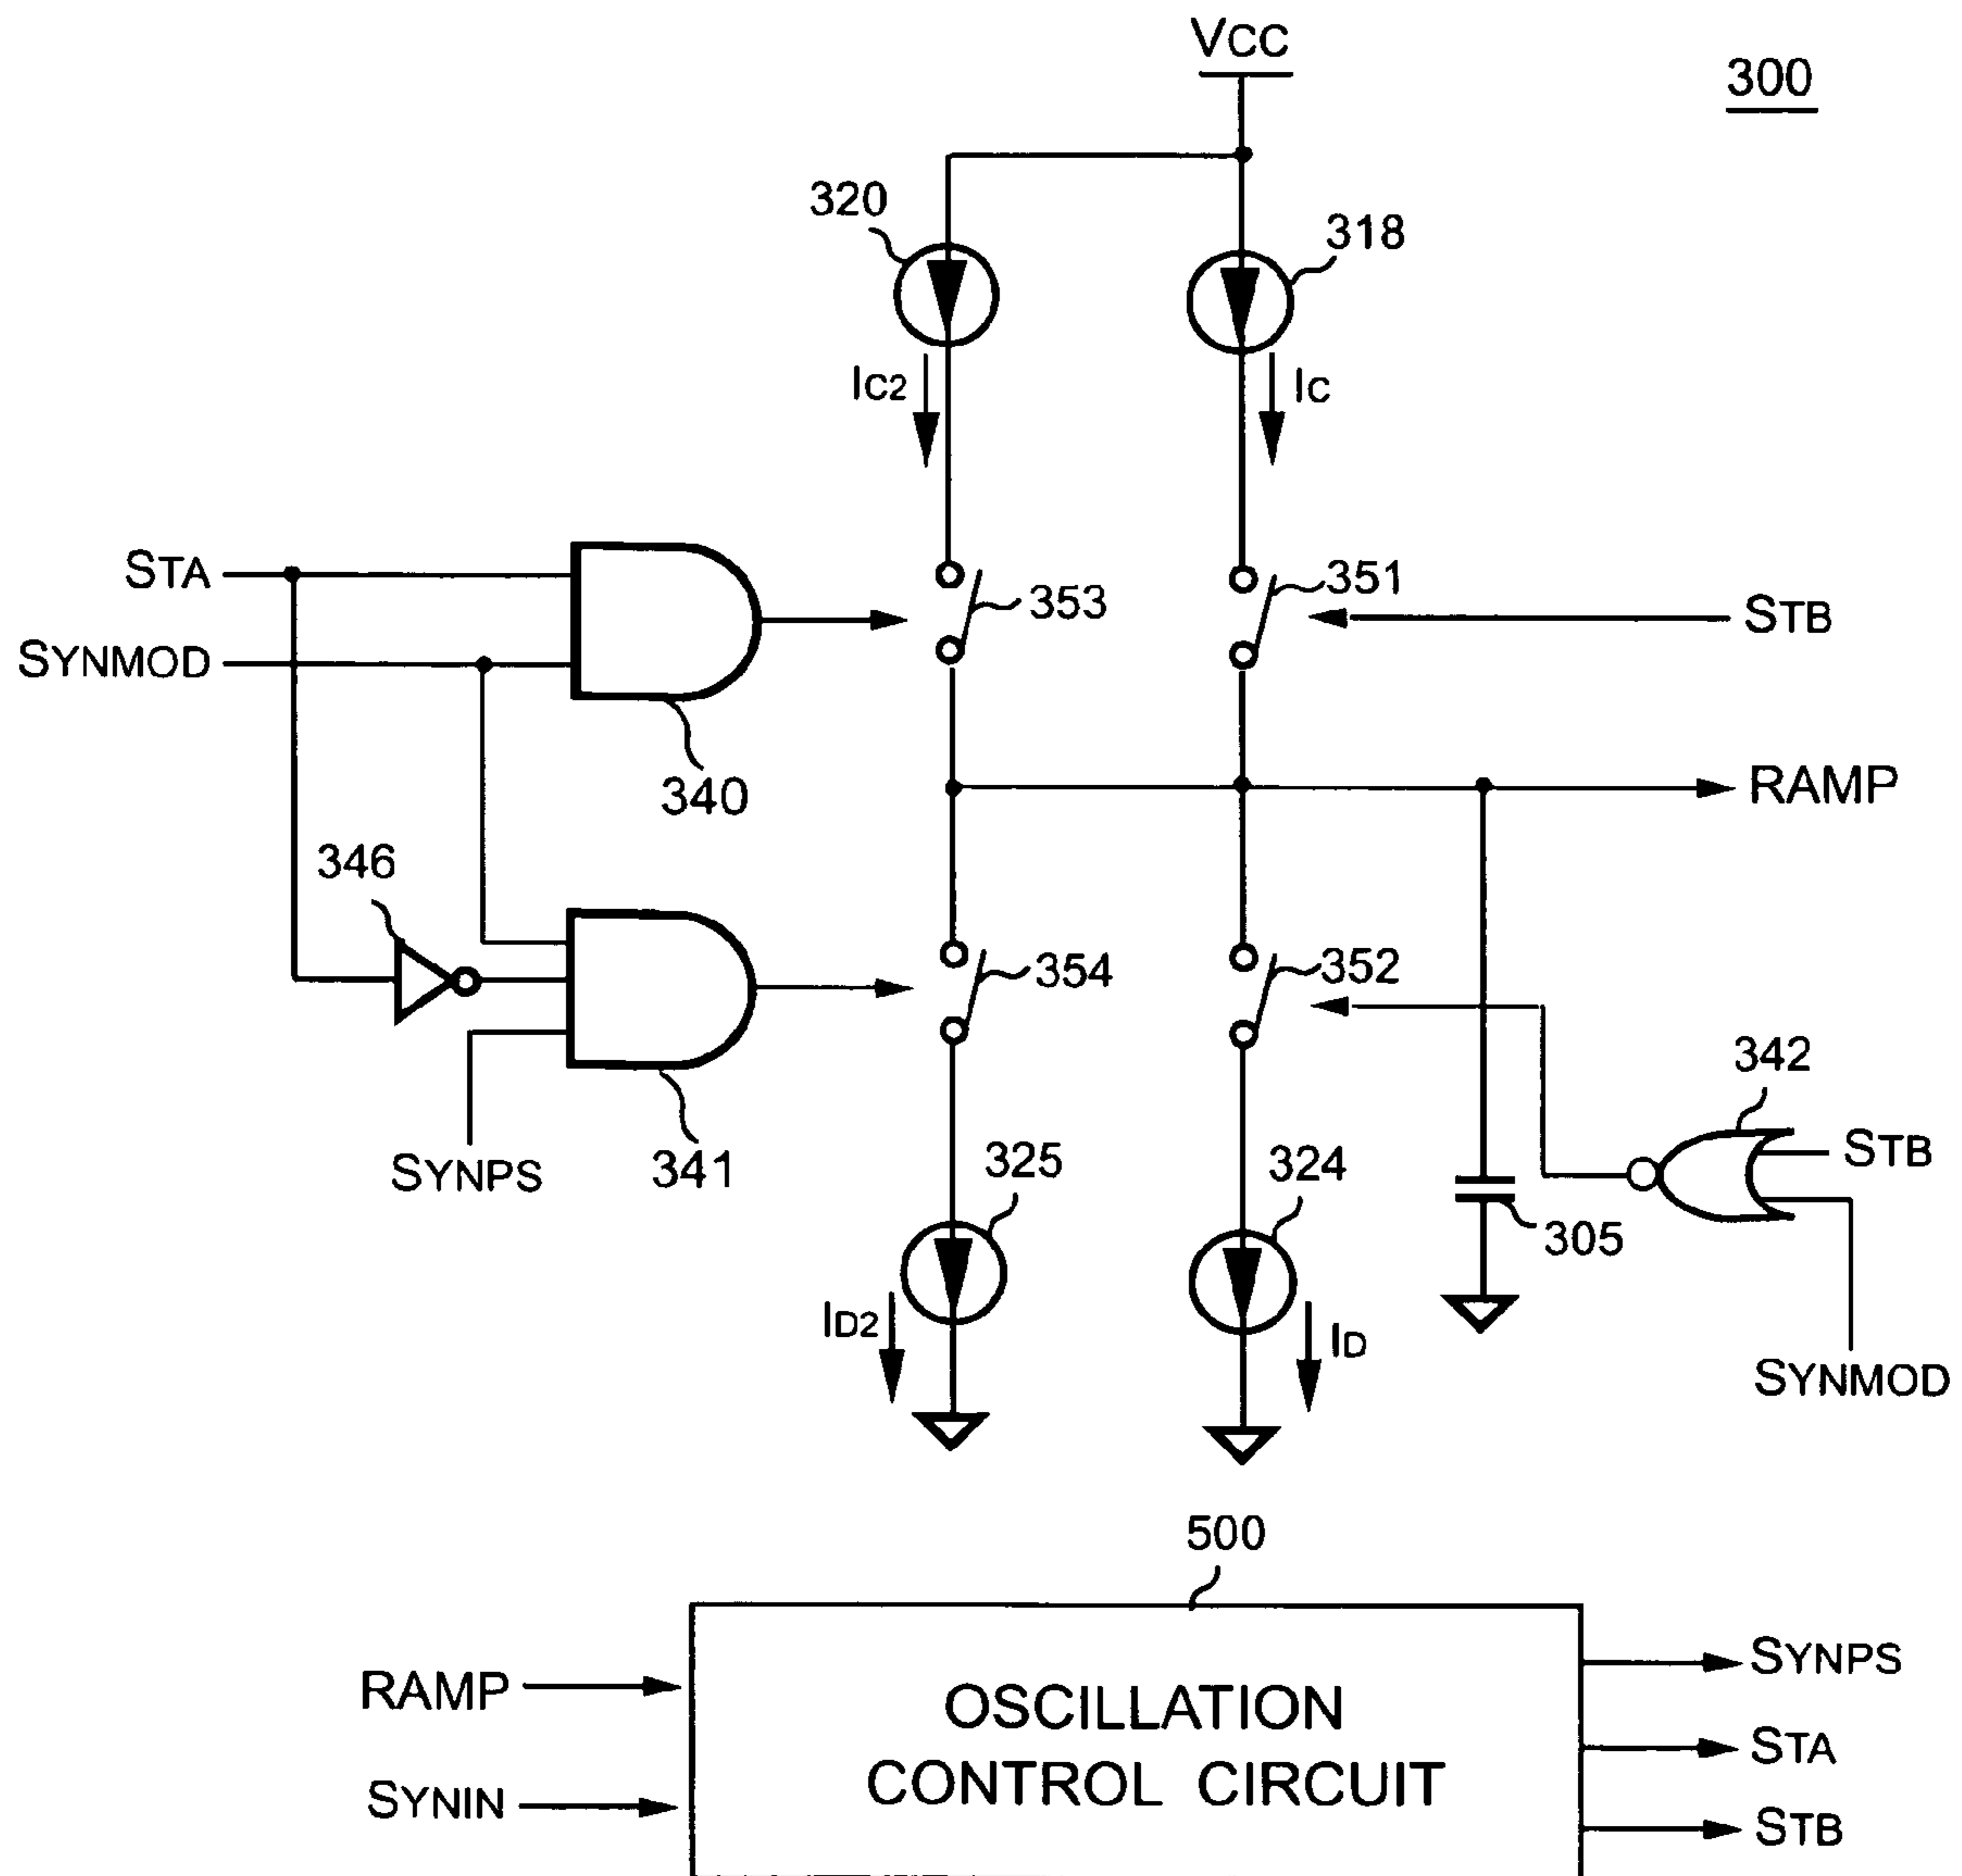 VCC
300
320
318
IC2
IC
STA
353
351
STB
SYNMOD
340
RAMP
346
354
352
342
STB
SYNPS
341
325
324
305
ID2
ID
SYNMOD
500
RAMP
OSCILLATION
CONTROL CIRCUIT
SYNPS
SYNIN
STA
STB